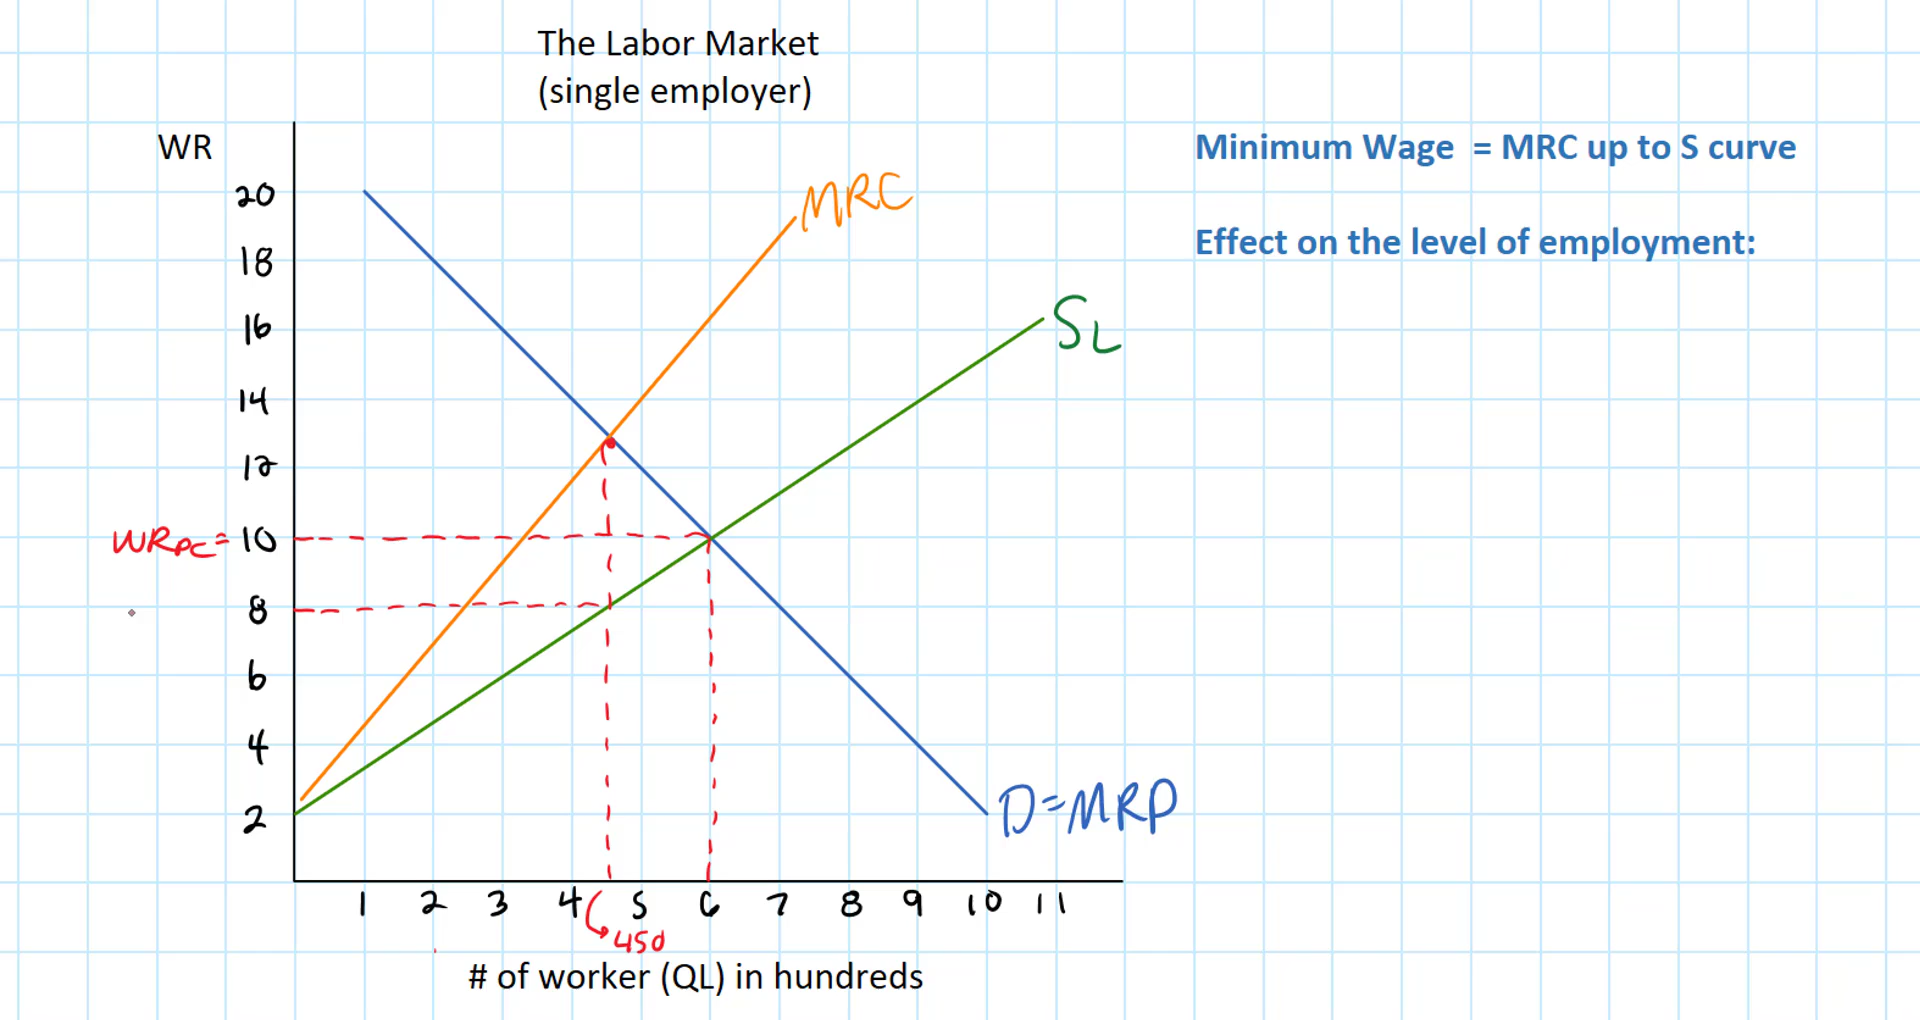 The Labor Market
(single employer)
WR
Minimum Wage = MRC up to S curve
MRC
20
Effect on the level of employment:
18
SL
16
14
12
WRPC = 10
8
6
4
D=MRP
2
1 2 3 4 5 6 7 8 9 10 11
450
# of worker (QL) in hundreds